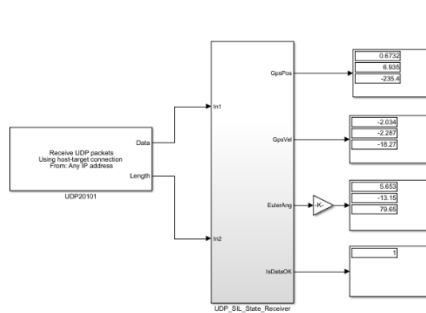 Receive UDP packets
Using host-target connection
From: Any IP address
Data
Length
UDP20101
In1
In2
GpsPos
GpsVel
EulerAng
IsDataOK
UDP_SIL_State_Receiver
-K-
0.6732
6.935
-235.4
-2.034
-2.287
-18.27
5.653
-13.15
79.65
1